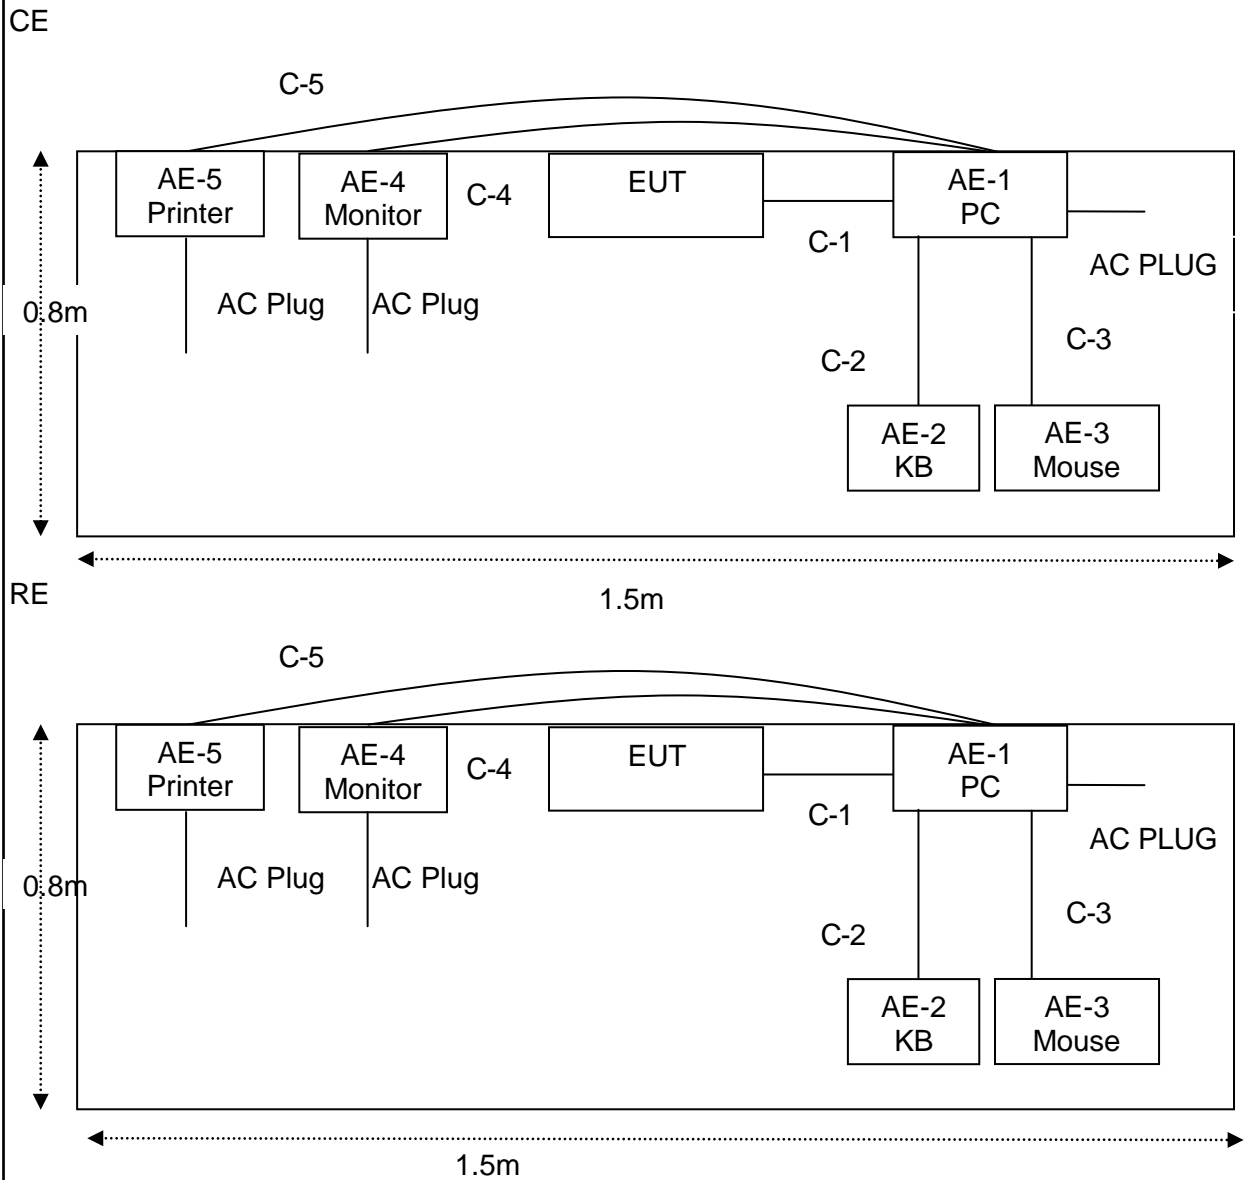 CE
C-5
AE-5
Printer
AE-4
Monitor
C-4
EUT
AE-1
PC
C-1
AC PLUG
AC Plug
AC Plug
0.8m
C-3
C-2
AE-2
KB
AE-3
Mouse
1.5m
RE
C-5
AE-5
Printer
AE-4
Monitor
C-4
EUT
AE-1
PC
C-1
AC PLUG
AC Plug
AC Plug
0.8m
C-3
C-2
AE-2
KB
AE-3
Mouse
1.5m